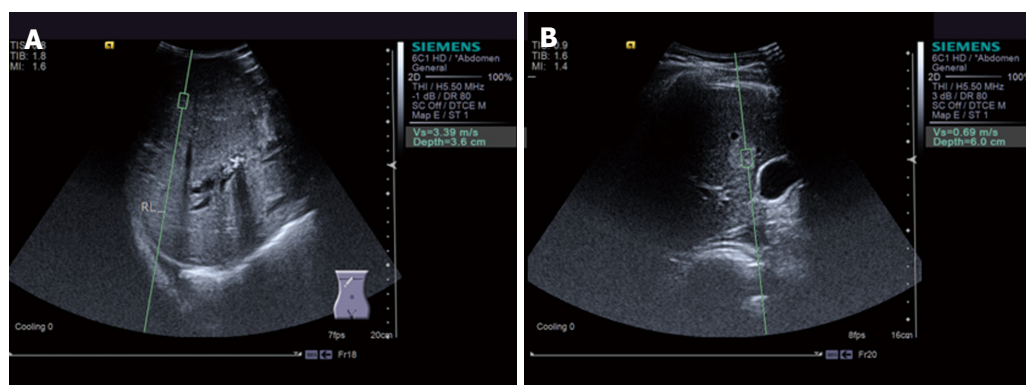 A
TIB: 1.8
MI: 1.6
SIEMENS
6C1 HD / *Abdomen
General
2D 100%
THI / H5.50 MHz
-1 dB / DR 80
SC Off / DTCE M
Map E / ST 1
Vs=3.39 m/s
Depth=3.6 cm
RL
Cooling 0
7fps
20cm
Fr18
B
TIB: 1.6
MI: 1.4
SIEMENS
6C1 HD / *Abdomen
General
2D 100%
THI / H5.50 MHz
3 dB / DR 80
SC Off / DTCE M
Map E / ST 1
Vs=0.69 m/s
Depth=6.0 cm
Cooling 0
8fps
16cm
Fr20